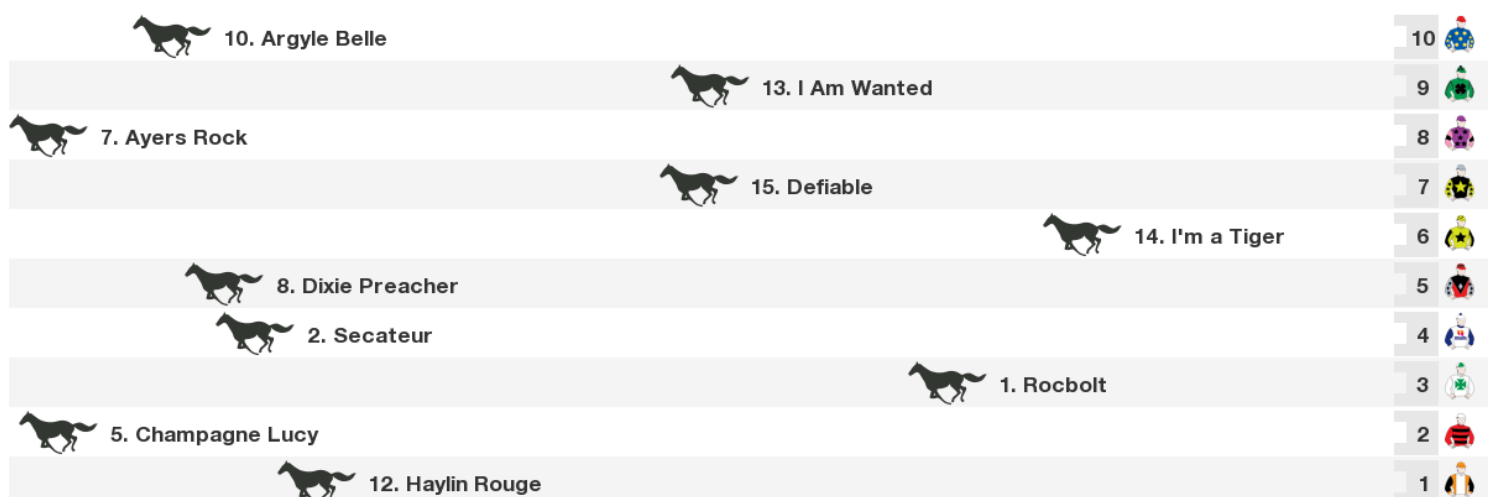 10. Argyle Belle 10
13. I Am Wanted 9
7. Ayers Rock 8
15. Defiable 7
14. I'm a Tiger 6
8. Dixie Preacher 5
2. Secateur 4
1. Rocbolt 3
5. Champagne Lucy 2
12. Haylin Rouge 1